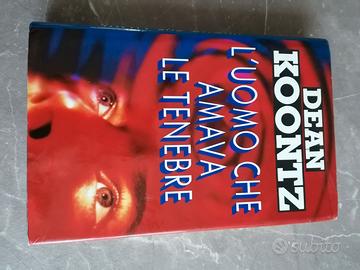 DEAN
KOONTZ
L'UOMO CHE
AMAVA
LE TENEBRE
subito